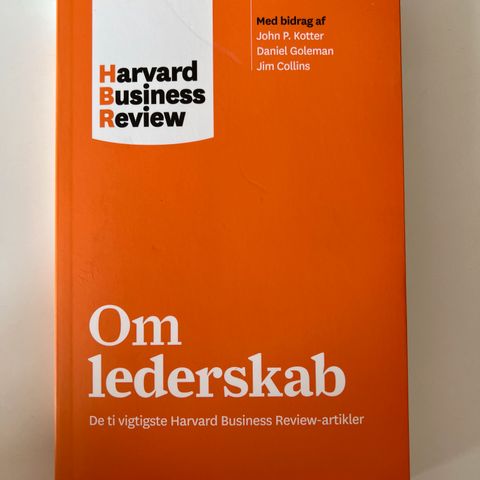 Harvard
Business
Review
Med bidrag af
John P. Kotter
Daniel Goleman
Jim Collins
Om
lederskab
De ti vigtigste Harvard Business Review-artikler